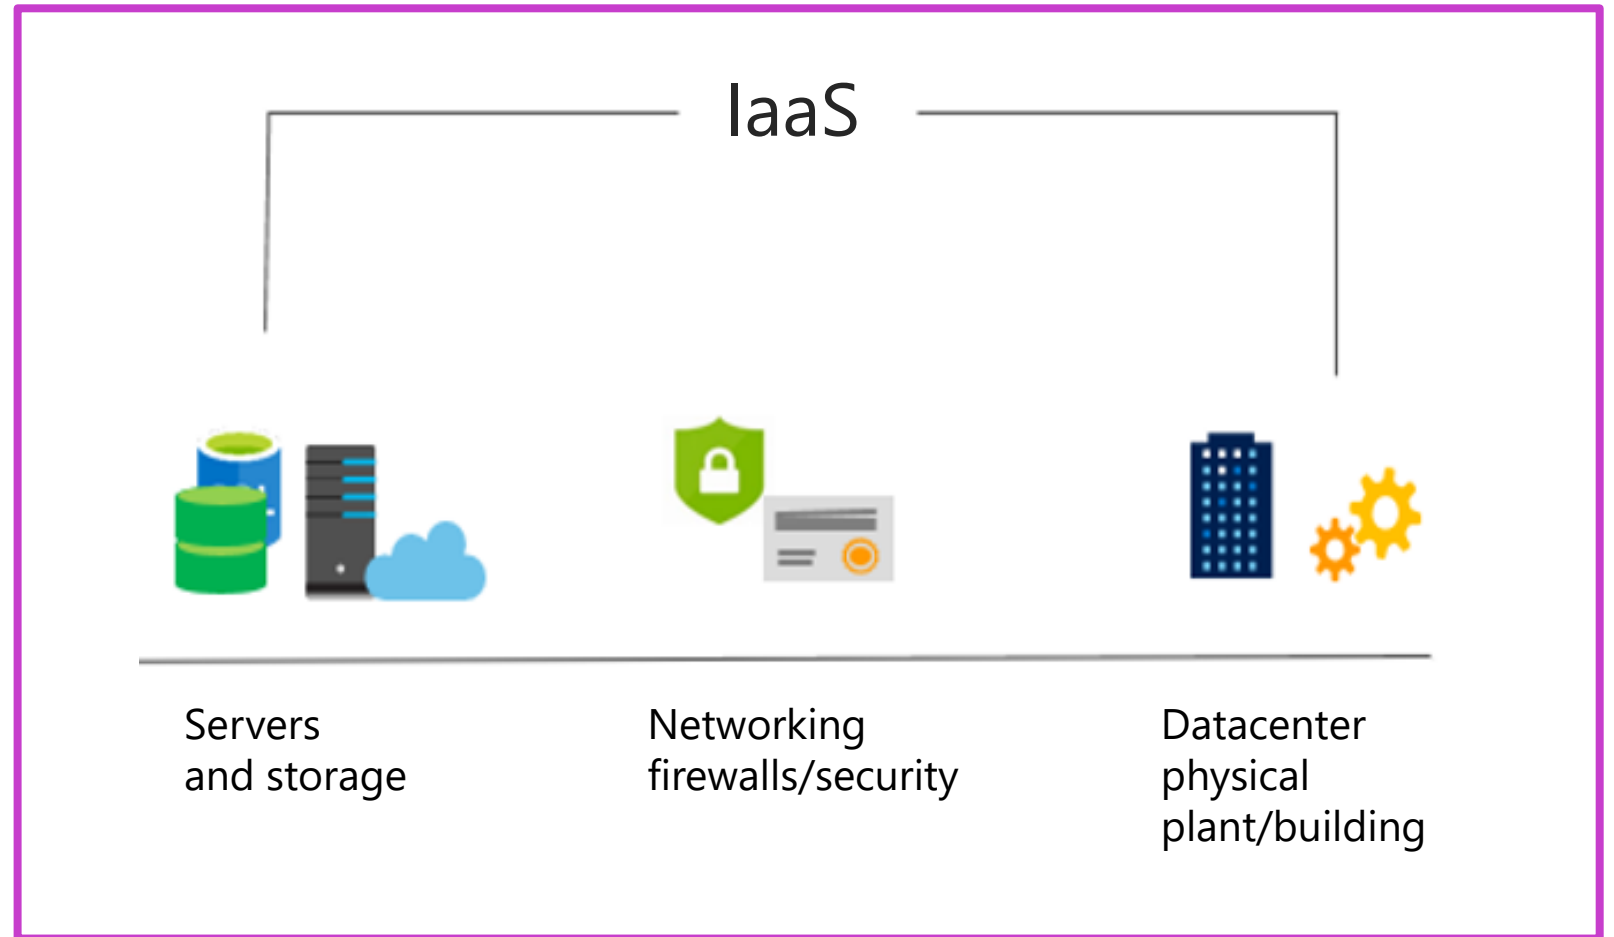 IaaS
Servers
and storage
Networking
firewalls/security
Datacenter
physical
plant/building